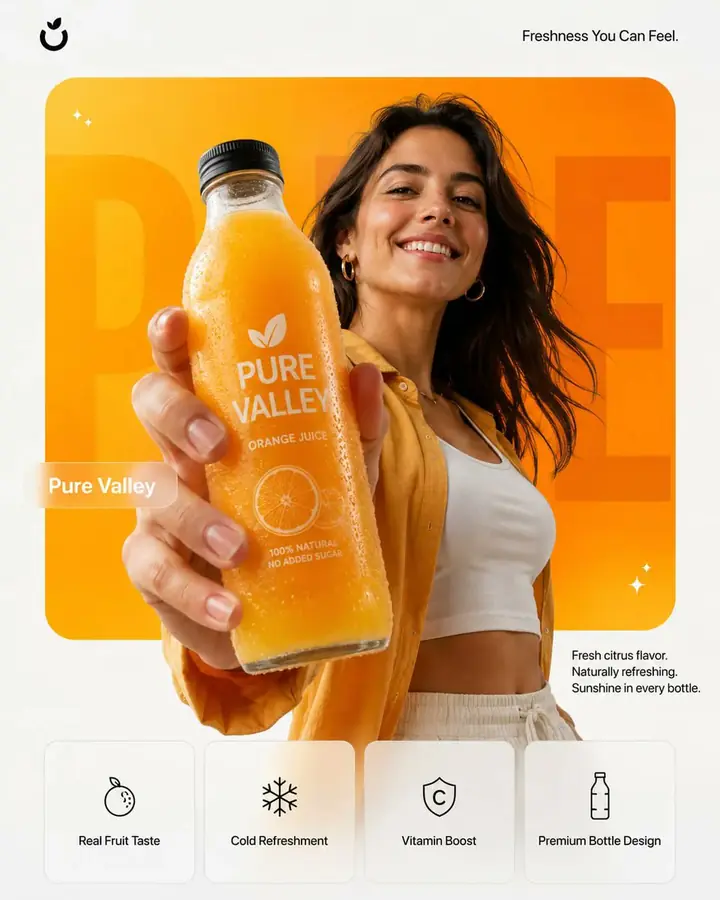 Freshness You Can Feel.
PURE
PURE
VALLEY
ORANGE JUICE
100% NATURAL
NO ADDED SUGAR
Pure Valley
Fresh citrus flavor.
Naturally refreshing.
Sunshine in every bottle.
C
Real Fruit Taste
Cold Refreshment
Vitamin Boost
Premium Bottle Design